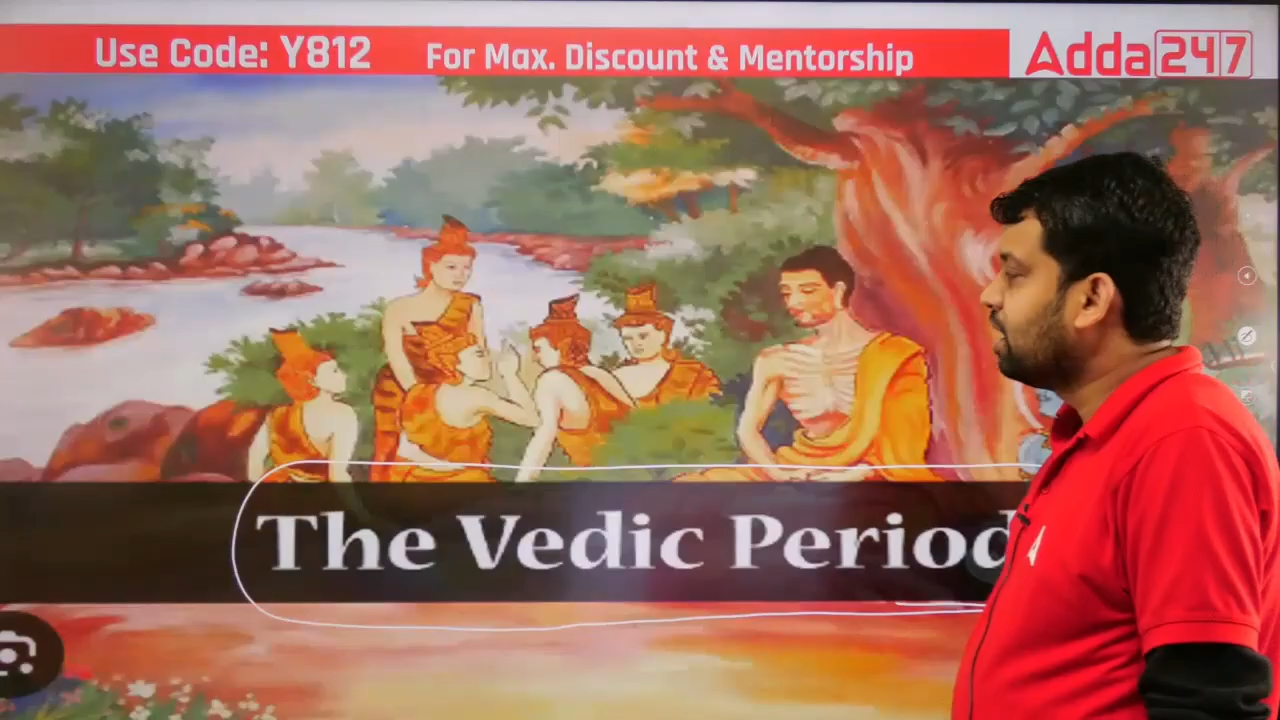 Use Code: Y812 For Max. Discount & Mentorship Adda247
The Vedic Period